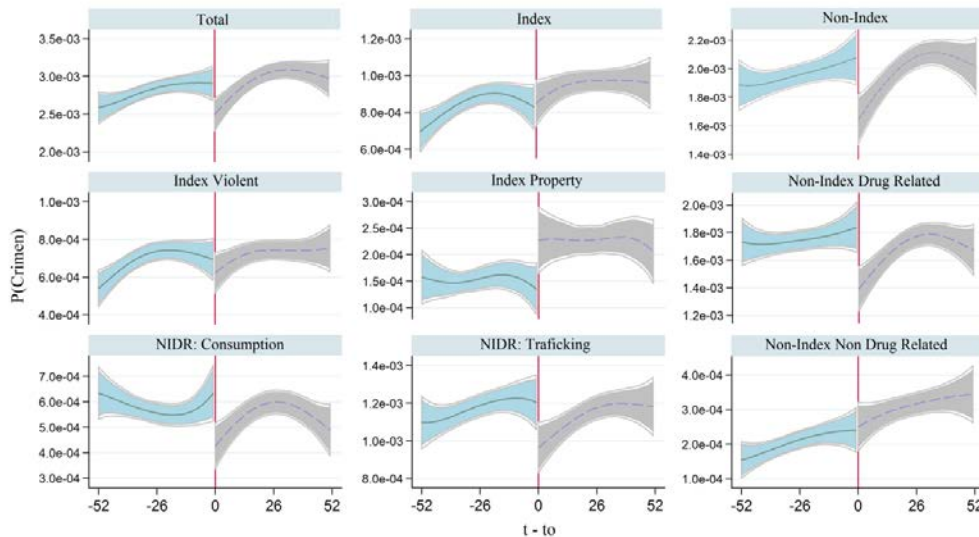 Total
Index
Non-Index
3.5e-03
3.0e-03
2.5e-03
2.0e-03
1.2e-03
1.0e-03
8.0e-04
6.0e-04
2.2e-03
2.0e-03
1.8e-03
1.6e-03
1.4e-03
Index Violent
Index Property
Non-Index Drug Related
1.0e-03
8.0e-04
6.0e-04
4.0e-04
3.0e-04
2.5e-04
2.0e-04
1.5e-04
1.0e-04
2.0e-03
1.8e-03
1.6e-03
1.4e-03
1.2e-03
P(Crimen)
NIDR: Consumption
NIDR: Traficking
Non-Index Non Drug Related
7.0e-04
6.0e-04
5.0e-04
4.0e-04
3.0e-04
1.4e-03
1.2e-03
1.0e-03
8.0e-04
4.0e-04
3.0e-04
2.0e-04
1.0e-04
-52 -26 0 26 52
-52 -26 0 26 52
-52 -26 0 26 52
t - to